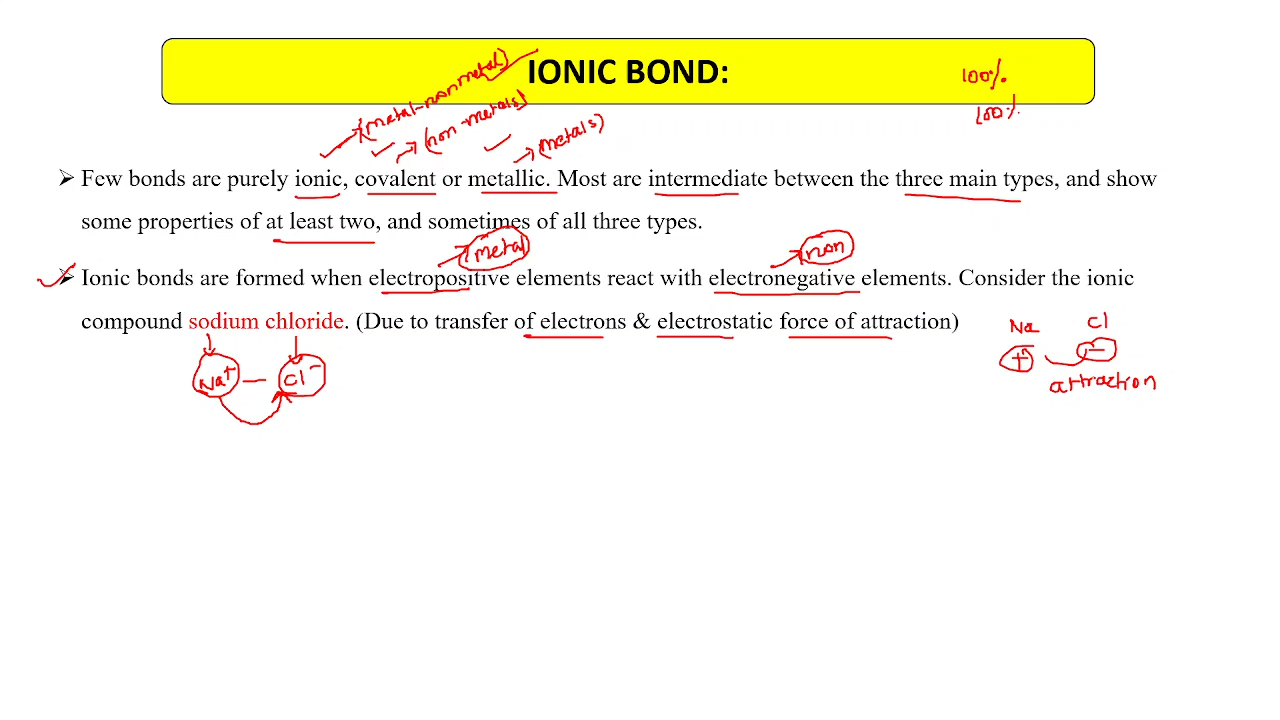 IONIC BOND:
100%
100%
(metal-nonmetal)
(non-metals)
(metals)
➢ Few bonds are purely ionic, covalent or metallic. Most are intermediate between the three main types, and show
some properties of at least two, and sometimes of all three types.
metal
non
➢ Ionic bonds are formed when electropositive elements react with electronegative elements. Consider the ionic
compound sodium chloride. (Due to transfer of electrons & electrostatic force of attraction)
Na Cl
+ −
Na⁺ — Cl⁻
attraction